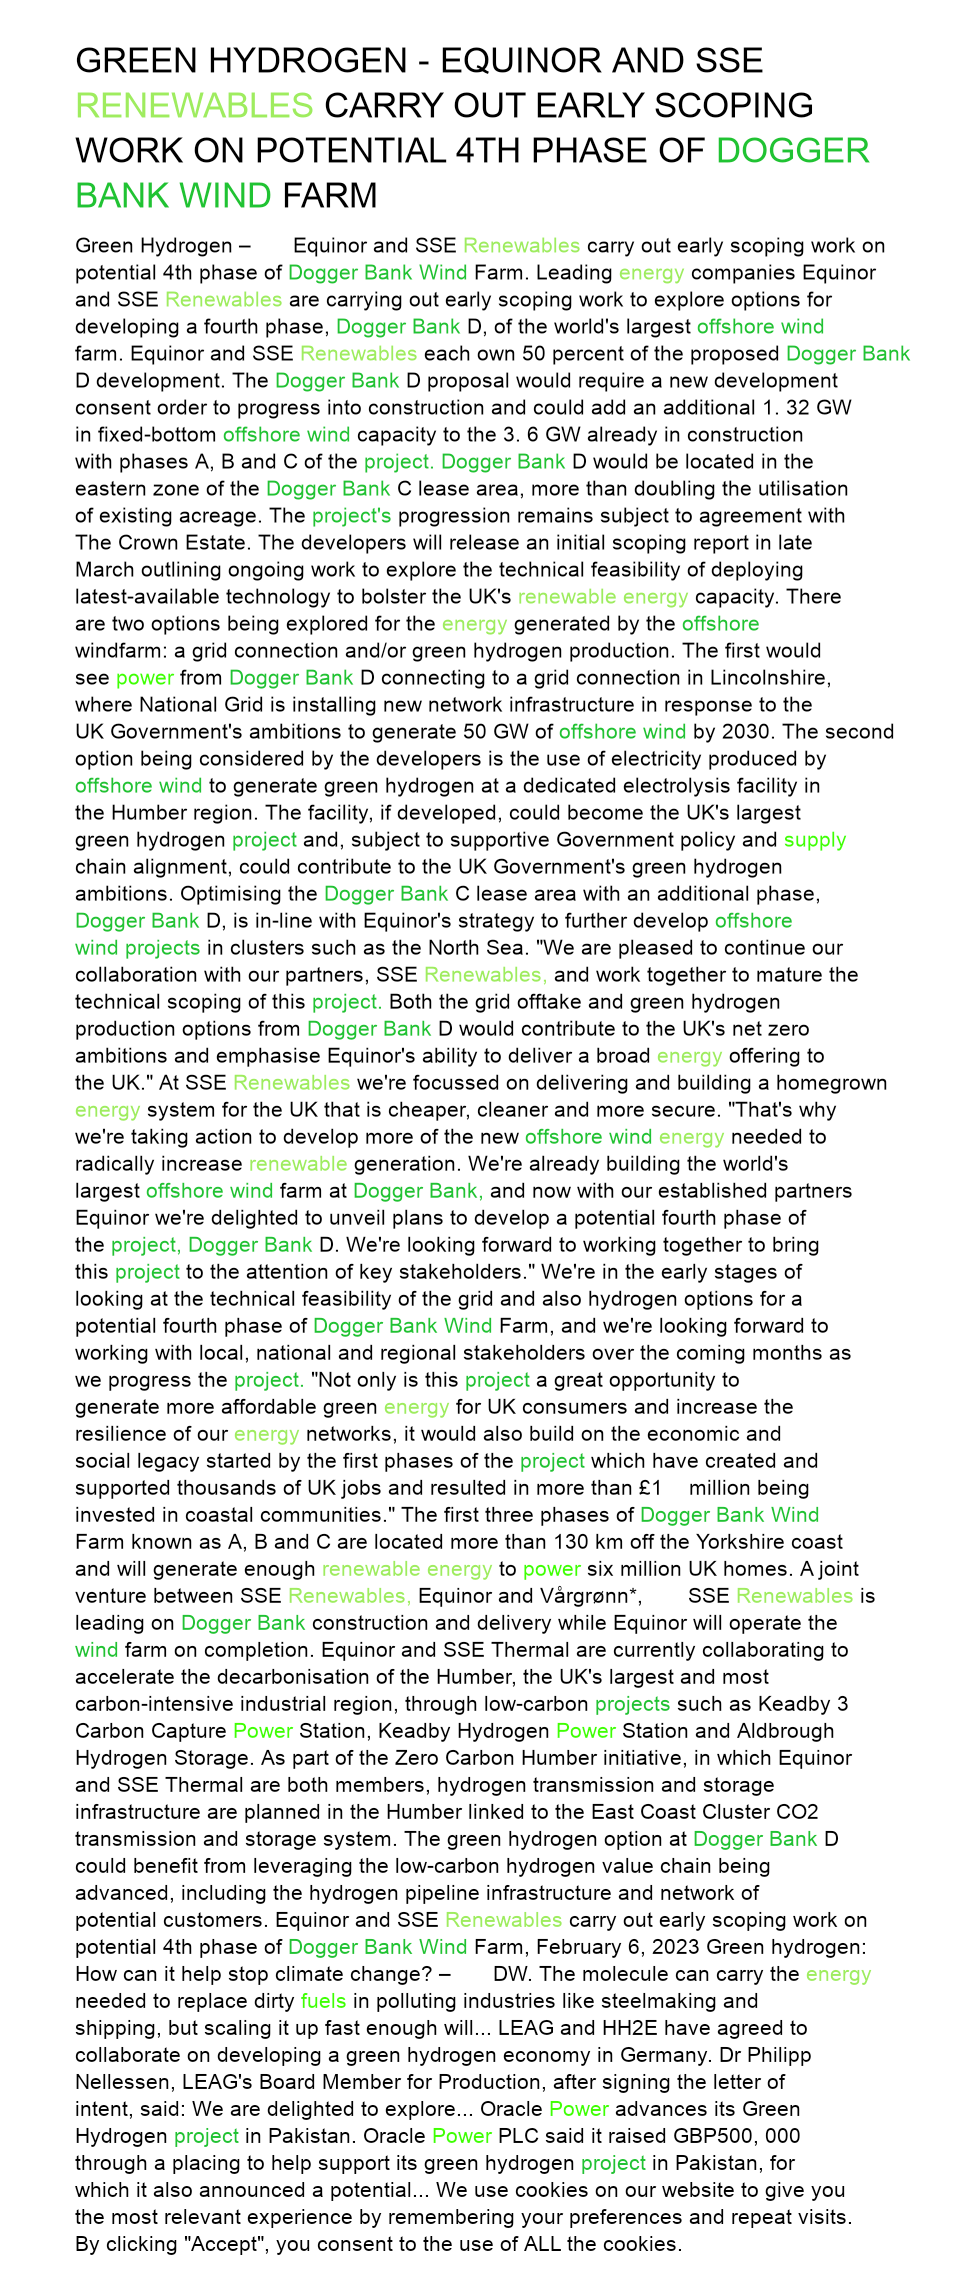 GREEN HYDROGEN - EQUINOR AND SSE
RENEWABLES CARRY OUT EARLY SCOPING
WORK ON POTENTIAL 4TH PHASE OF DOGGER
BANK WIND FARM
Green Hydrogen – Equinor and SSE Renewables carry out early scoping work on
potential 4th phase of Dogger Bank Wind Farm. Leading energy companies Equinor
and SSE Renewables are carrying out early scoping work to explore options for
developing a fourth phase, Dogger Bank D, of the world's largest offshore wind
farm. Equinor and SSE Renewables each own 50 percent of the proposed Dogger Bank
D development. The Dogger Bank D proposal would require a new development
consent order to progress into construction and could add an additional 1. 32 GW
in fixed-bottom offshore wind capacity to the 3. 6 GW already in construction
with phases A, B and C of the project. Dogger Bank D would be located in the
eastern zone of the Dogger Bank C lease area, more than doubling the utilisation
of existing acreage. The project's progression remains subject to agreement with
The Crown Estate. The developers will release an initial scoping report in late
March outlining ongoing work to explore the technical feasibility of deploying
latest-available technology to bolster the UK's renewable energy capacity. There
are two options being explored for the energy generated by the offshore
windfarm: a grid connection and/or green hydrogen production. The first would
see power from Dogger Bank D connecting to a grid connection in Lincolnshire,
where National Grid is installing new network infrastructure in response to the
UK Government's ambitions to generate 50 GW of offshore wind by 2030. The second
option being considered by the developers is the use of electricity produced by
offshore wind to generate green hydrogen at a dedicated electrolysis facility in
the Humber region. The facility, if developed, could become the UK's largest
green hydrogen project and, subject to supportive Government policy and supply
chain alignment, could contribute to the UK Government's green hydrogen
ambitions. Optimising the Dogger Bank C lease area with an additional phase,
Dogger Bank D, is in-line with Equinor's strategy to further develop offshore
wind projects in clusters such as the North Sea. "We are pleased to continue our
collaboration with our partners, SSE Renewables, and work together to mature the
technical scoping of this project. Both the grid offtake and green hydrogen
production options from Dogger Bank D would contribute to the UK's net zero
ambitions and emphasise Equinor's ability to deliver a broad energy offering to
the UK." At SSE Renewables we're focussed on delivering and building a homegrown
energy system for the UK that is cheaper, cleaner and more secure. "That's why
we're taking action to develop more of the new offshore wind energy needed to
radically increase renewable generation. We're already building the world's
largest offshore wind farm at Dogger Bank, and now with our established partners
Equinor we're delighted to unveil plans to develop a potential fourth phase of
the project, Dogger Bank D. We're looking forward to working together to bring
this project to the attention of key stakeholders." We're in the early stages of
looking at the technical feasibility of the grid and also hydrogen options for a
potential fourth phase of Dogger Bank Wind Farm, and we're looking forward to
working with local, national and regional stakeholders over the coming months as
we progress the project. "Not only is this project a great opportunity to
generate more affordable green energy for UK consumers and increase the
resilience of our energy networks, it would also build on the economic and
social legacy started by the first phases of the project which have created and
supported thousands of UK jobs and resulted in more than £1 million being
invested in coastal communities." The first three phases of Dogger Bank Wind
Farm known as A, B and C are located more than 130 km off the Yorkshire coast
and will generate enough renewable energy to power six million UK homes. A joint
venture between SSE Renewables, Equinor and Vårgrønn*, SSE Renewables is
leading on Dogger Bank construction and delivery while Equinor will operate the
wind farm on completion. Equinor and SSE Thermal are currently collaborating to
accelerate the decarbonisation of the Humber, the UK's largest and most
carbon-intensive industrial region, through low-carbon projects such as Keadby 3
Carbon Capture Power Station, Keadby Hydrogen Power Station and Aldbrough
Hydrogen Storage. As part of the Zero Carbon Humber initiative, in which Equinor
and SSE Thermal are both members, hydrogen transmission and storage
infrastructure are planned in the Humber linked to the East Coast Cluster CO2
transmission and storage system. The green hydrogen option at Dogger Bank D
could benefit from leveraging the low-carbon hydrogen value chain being
advanced, including the hydrogen pipeline infrastructure and network of
potential customers. Equinor and SSE Renewables carry out early scoping work on
potential 4th phase of Dogger Bank Wind Farm, February 6, 2023 Green hydrogen:
How can it help stop climate change? – DW. The molecule can carry the energy
needed to replace dirty fuels in polluting industries like steelmaking and
shipping, but scaling it up fast enough will... LEAG and HH2E have agreed to
collaborate on developing a green hydrogen economy in Germany. Dr Philipp
Nellessen, LEAG's Board Member for Production, after signing the letter of
intent, said: We are delighted to explore... Oracle Power advances its Green
Hydrogen project in Pakistan. Oracle Power PLC said it raised GBP500, 000
through a placing to help support its green hydrogen project in Pakistan, for
which it also announced a potential... We use cookies on our website to give you
the most relevant experience by remembering your preferences and repeat visits.
By clicking "Accept", you consent to the use of ALL the cookies.